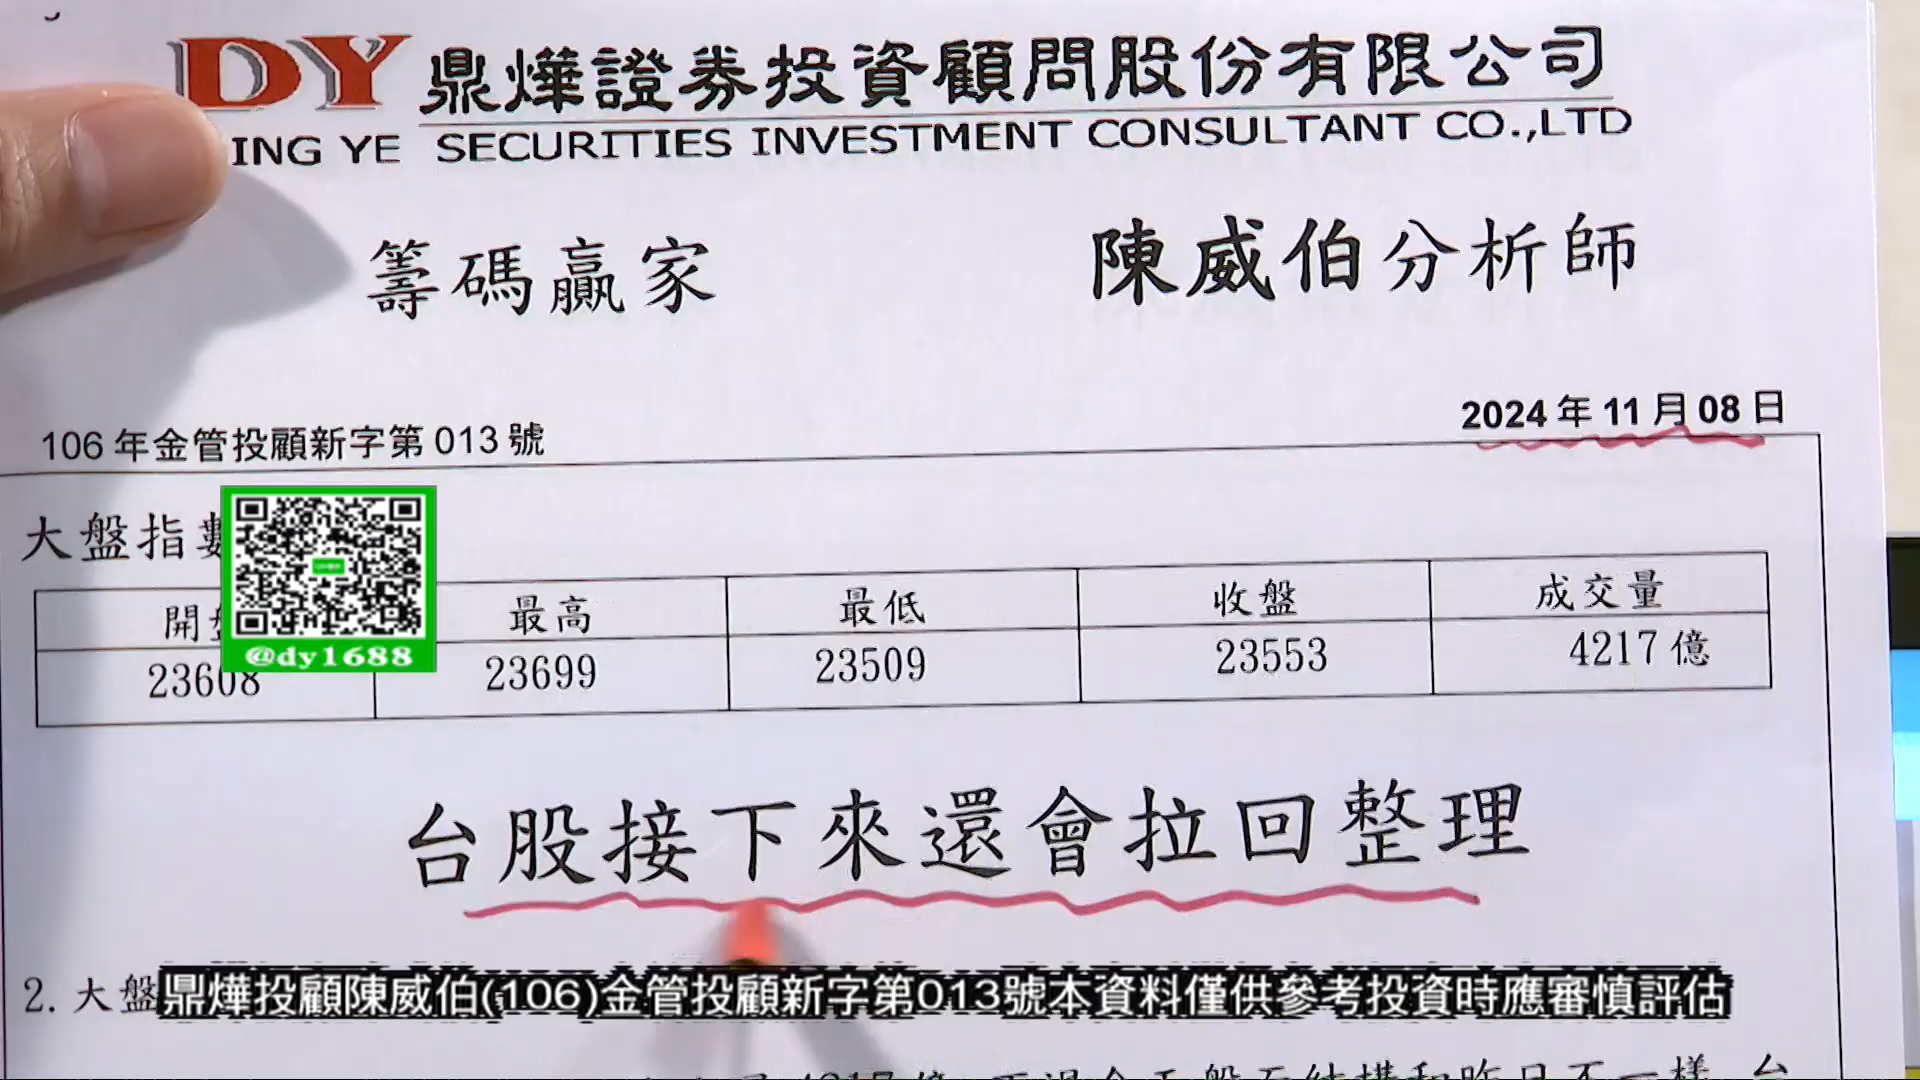 DY 鼎燁證券投資顧問股份有限公司
ING YE SECURITIES INVESTMENT CONSULTANT CO.,LTD
籌碼贏家 陳威伯分析師
2024年11月08日
106年金管投顧新字第013號
大盤指數
開盤 最高 最低 收盤 成交量
23608 23699 23509 23553 4217億
@dy1688
台股接下來還會拉回整理
2.大盤
鼎燁投顧陳威伯(106)金管投顧新字第013號本資料僅供參考投資時應審慎評估